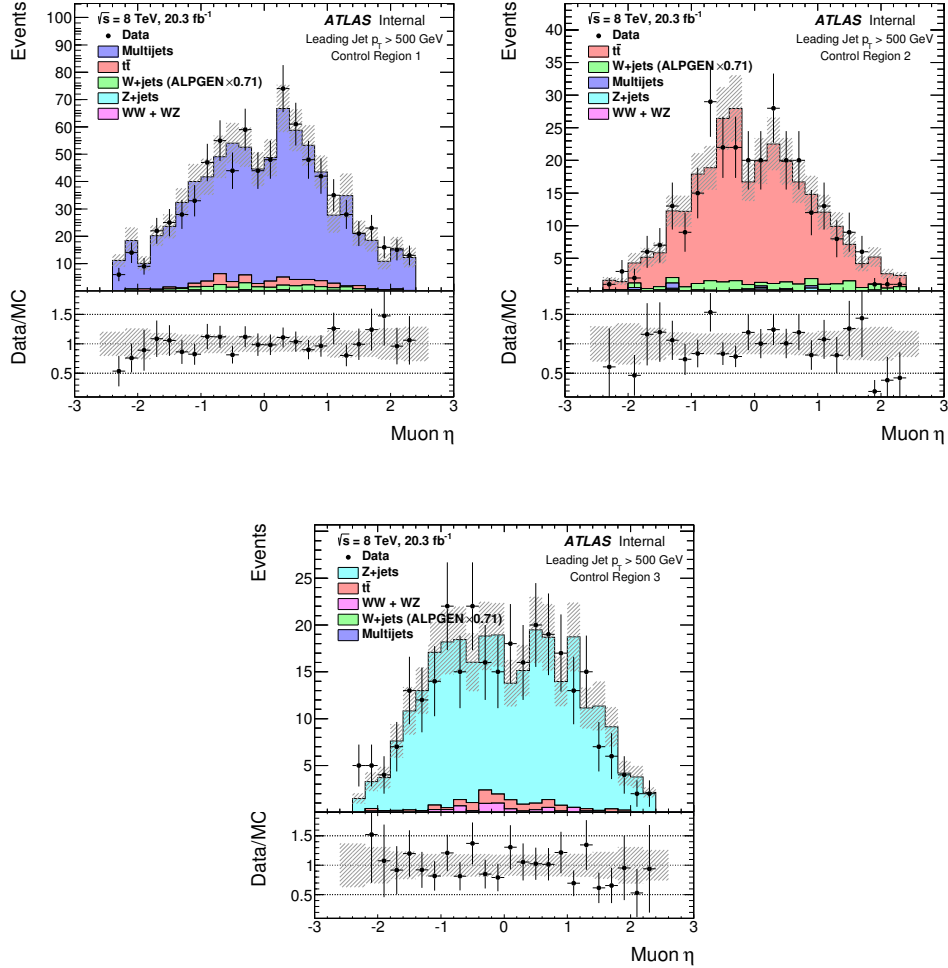 Events
100
90
80
70
60
50
40
30
20
10
√s = 8 TeV, 20.3 fb⁻¹
Data
Multijets
tt̄
W+jets (ALPGEN×0.71)
Z+jets
WW + WZ
ATLAS Internal
Leading Jet p_T > 500 GeV
Control Region 1
Data/MC
1.5
1
0.5
-3 -2 -1 0 1 2 3
Muon η
Events
40
35
30
25
20
15
10
5
√s = 8 TeV, 20.3 fb⁻¹
Data
tt̄
W+jets (ALPGEN×0.71)
Multijets
Z+jets
WW + WZ
ATLAS Internal
Leading Jet p_T > 500 GeV
Control Region 2
Data/MC
1.5
1
0.5
-3 -2 -1 0 1 2 3
Muon η
Events
25
20
15
10
5
√s = 8 TeV, 20.3 fb⁻¹
Data
Z+jets
tt̄
WW + WZ
W+jets (ALPGEN×0.71)
Multijets
ATLAS Internal
Leading Jet p_T > 500 GeV
Control Region 3
Data/MC
1.5
1
0.5
-3 -2 -1 0 1 2 3
Muon η